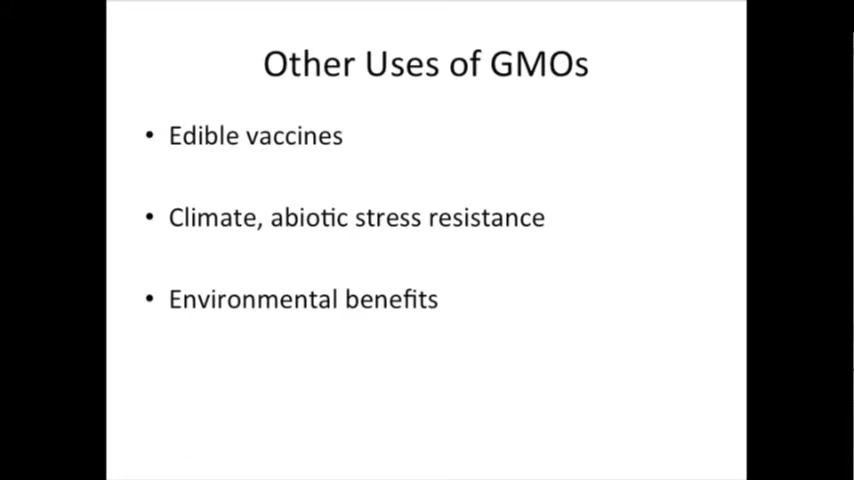 Other Uses of GMOs
• Edible vaccines
• Climate, abiotic stress resistance
• Environmental benefits